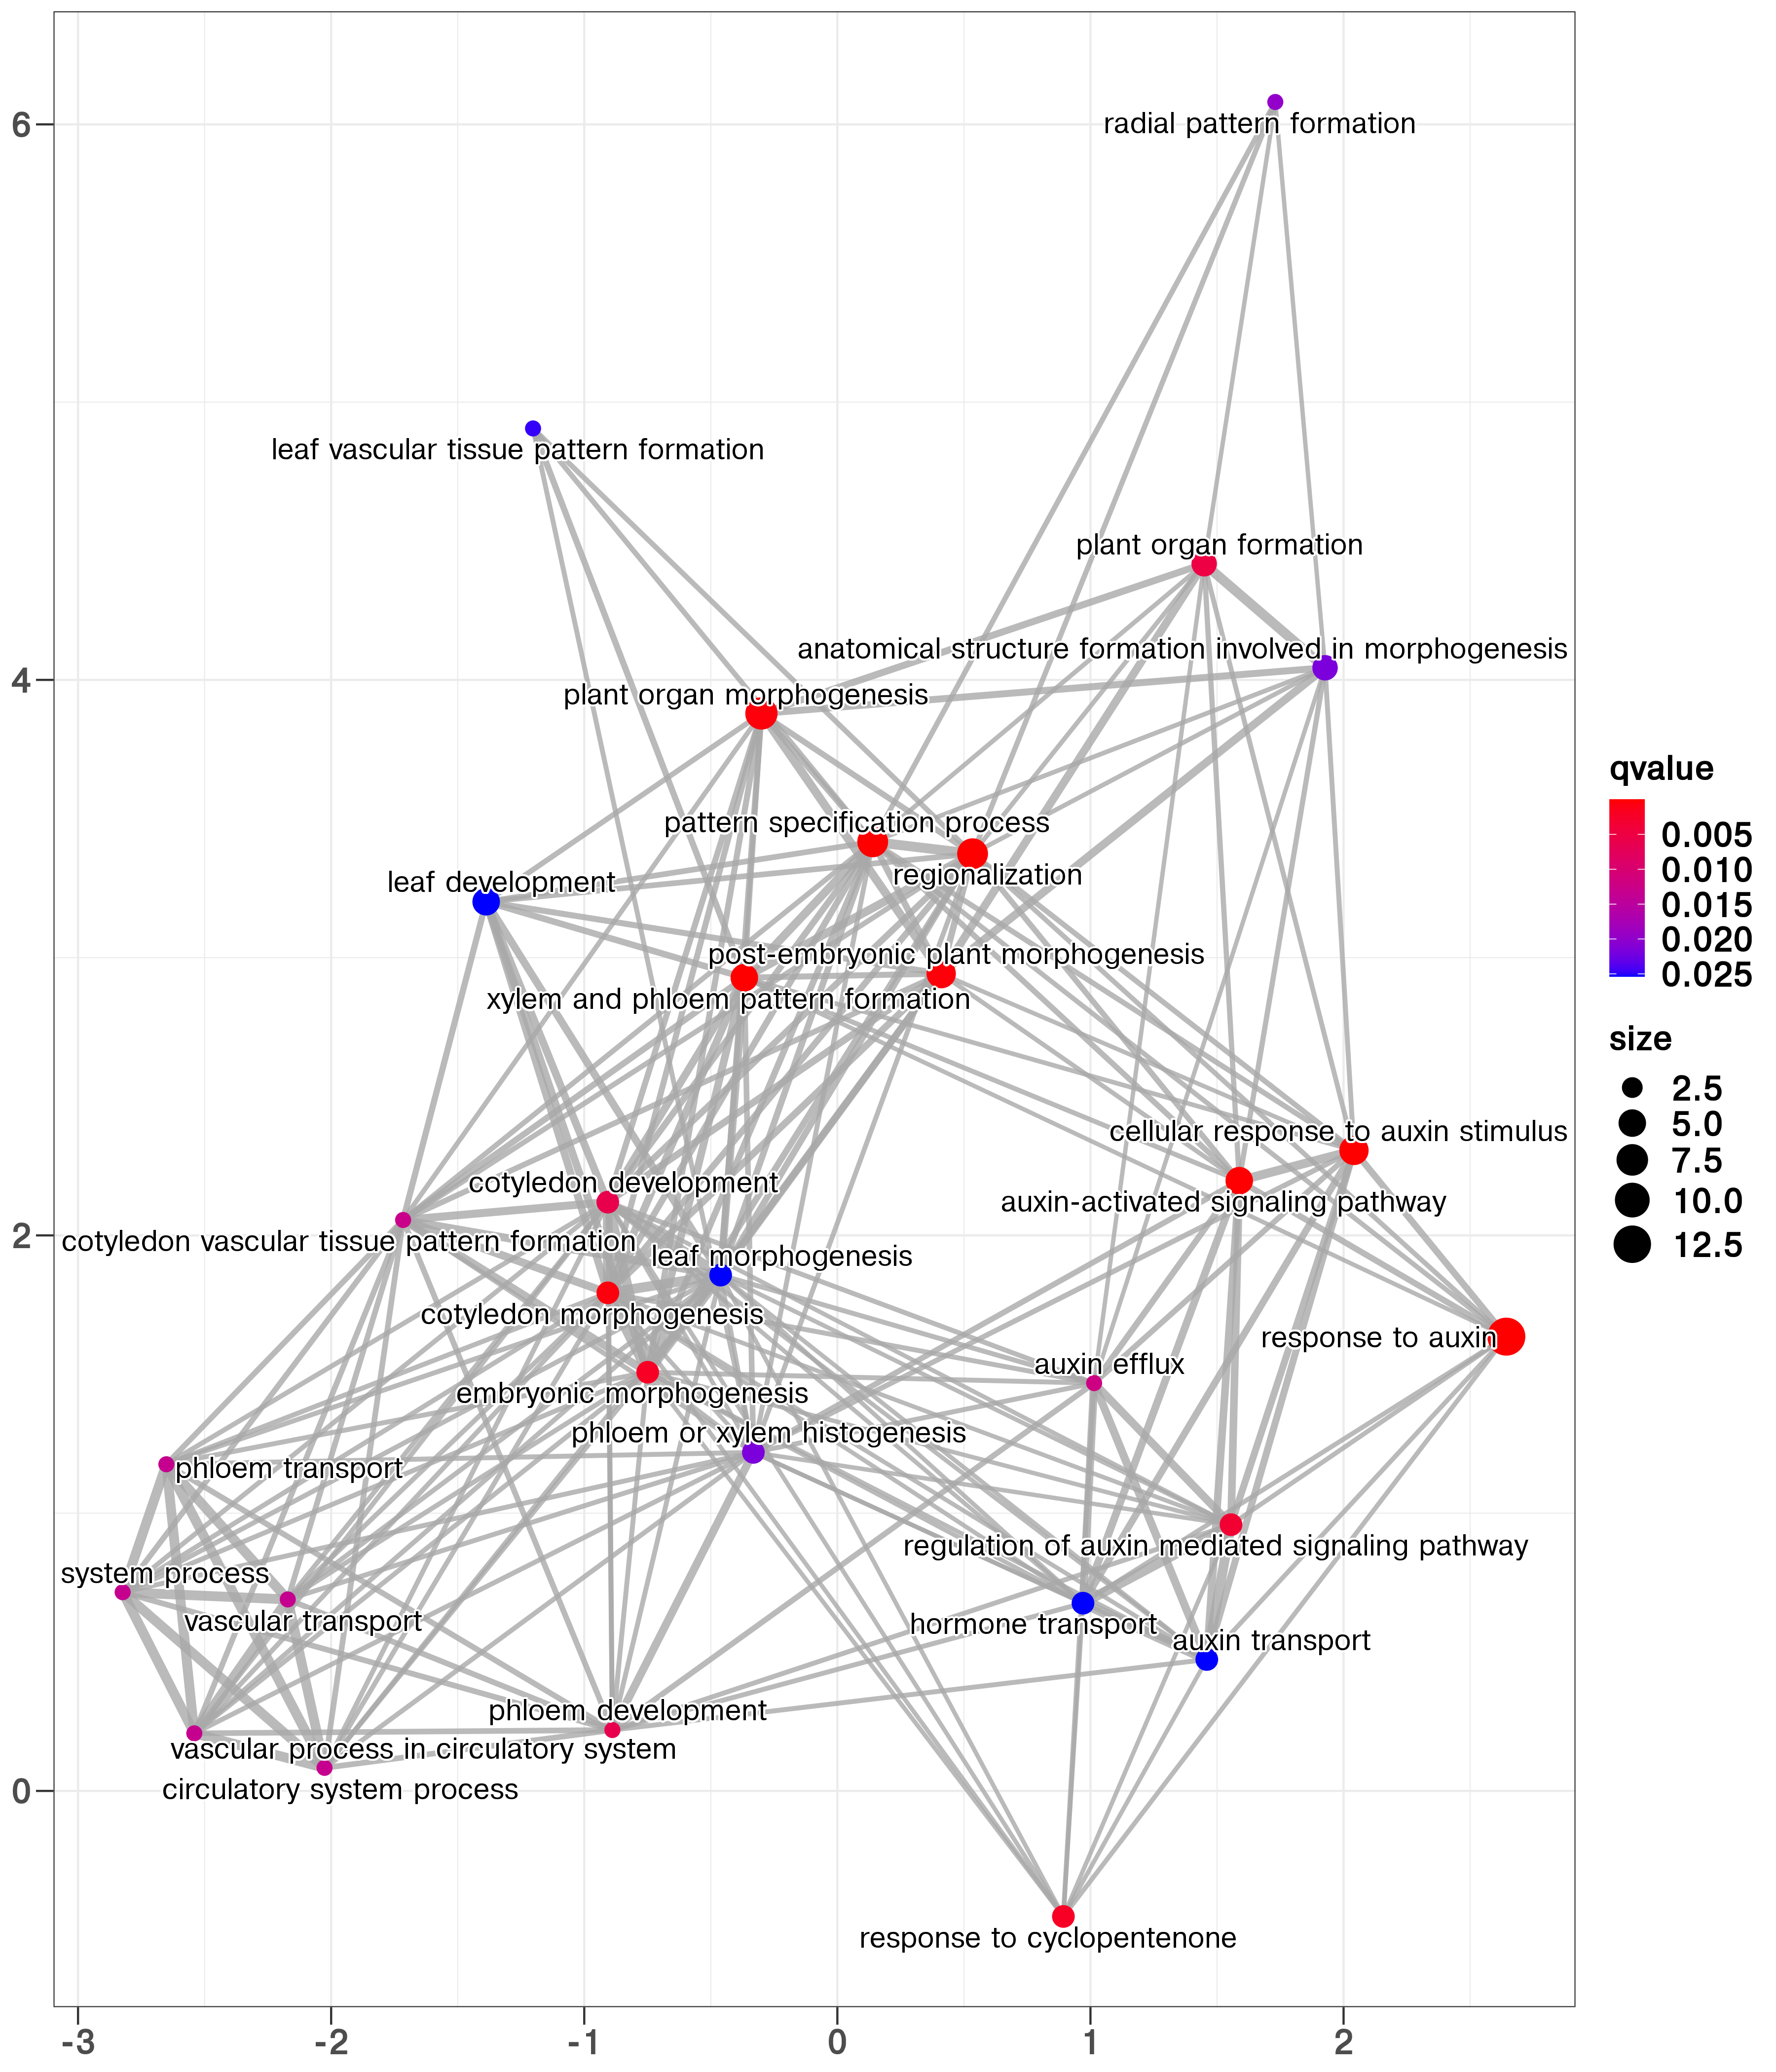 6
radial pattern formation
leaf vascular tissue pattern formation
plant organ formation
anatomical structure formation involved in morphogenesis
4
plant organ morphogenesis
qvalue
pattern specification process
0.005
regionalization
0.010
leaf development
0.015
0.020
post-embryonic plant morphogenesis
0.025
xylem and phloem pattern formation
size
2.5
5.0
cellular response to auxin stimulus
7.5
cotyledon development
auxin-activated signaling pathway
10.0
2
cotyledon vascular tissue pattern formation
12.5
leaf morphogenesis
cotyledon morphogenesis
response to auxin
auxin efflux
embryonic morphogenesis
phloem or xylem histogenesis
phloem transport
regulation of auxin mediated signaling pathway
system process
vascular transport
hormone transport
auxin transport
phloem development
vascular process in circulatory system
0
circulatory system process
response to cyclopentenone
-3 -2 -1 0 1 2